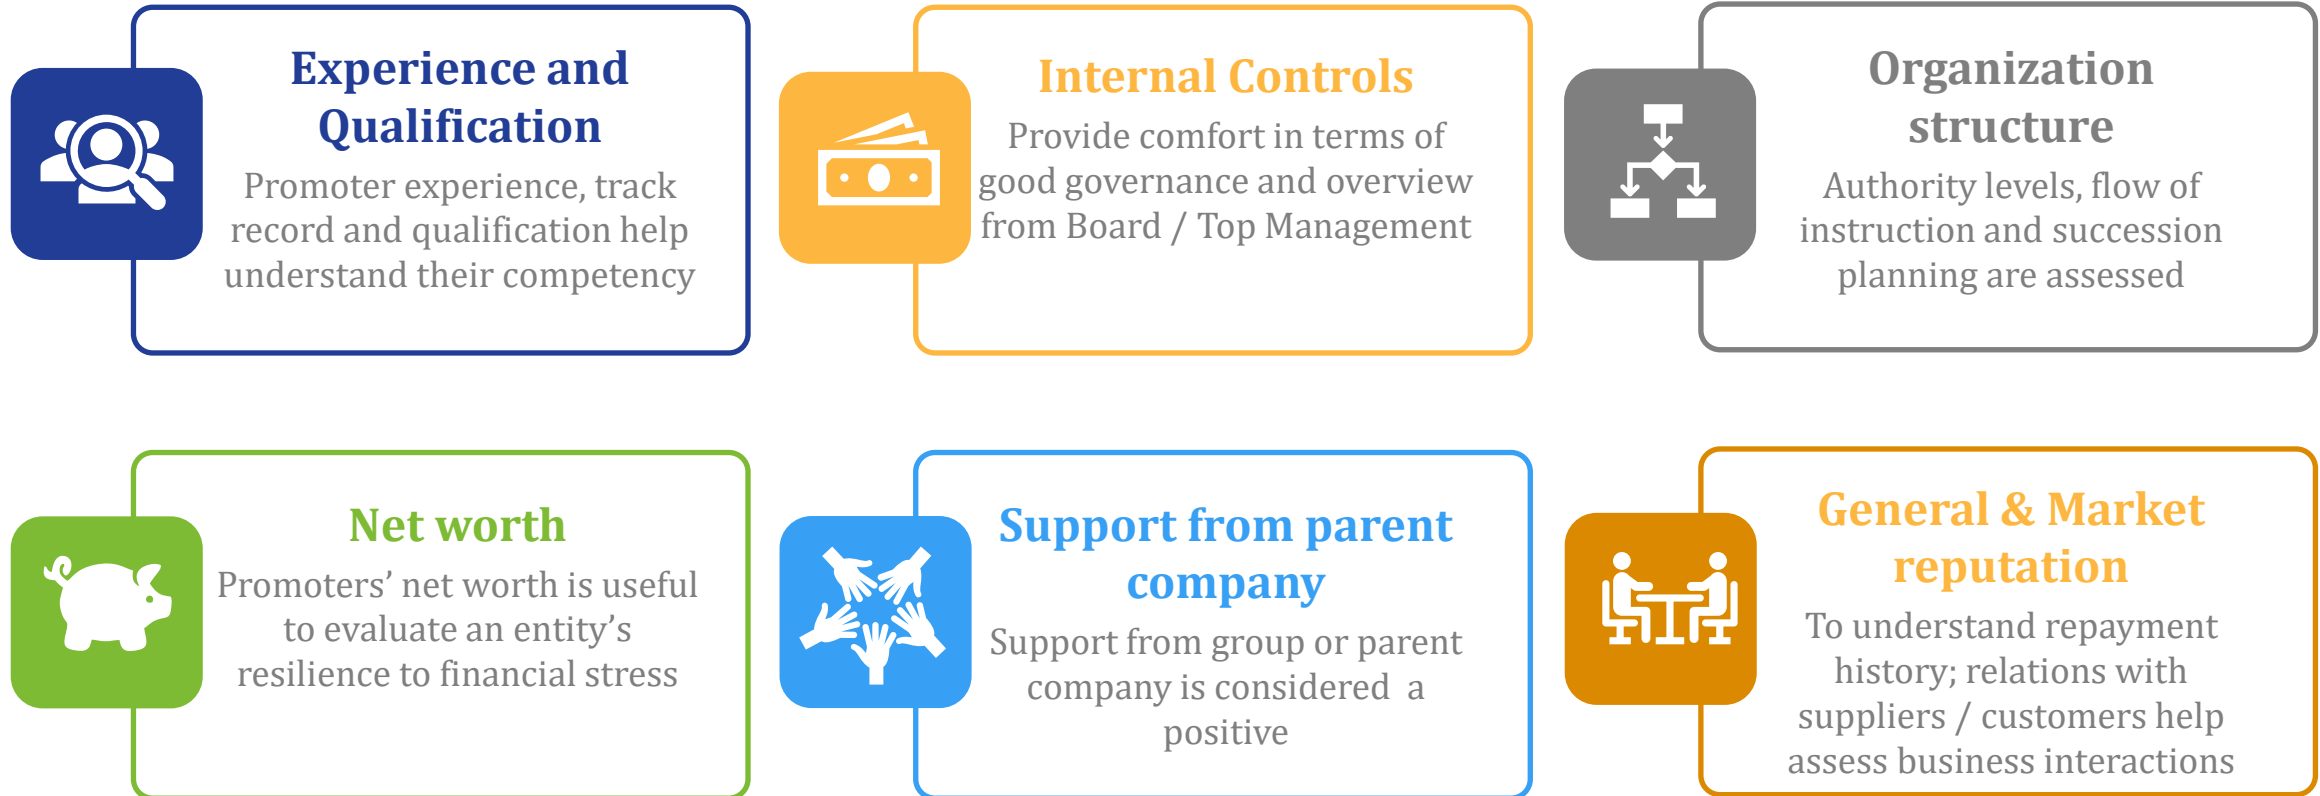 Experience and
Qualification
Promoter experience, track
record and qualification help
understand their competency
Internal Controls
Provide comfort in terms of
good governance and overview
from Board / Top Management
Organization
structure
Authority levels, flow of
instruction and succession
planning are assessed
Net worth
Promoters’ net worth is useful
to evaluate an entity’s
resilience to financial stress
Support from parent
company
Support from group or parent
company is considered  a
positive
General & Market
reputation
To understand repayment
history; relations with
suppliers / customers help
assess business interactions